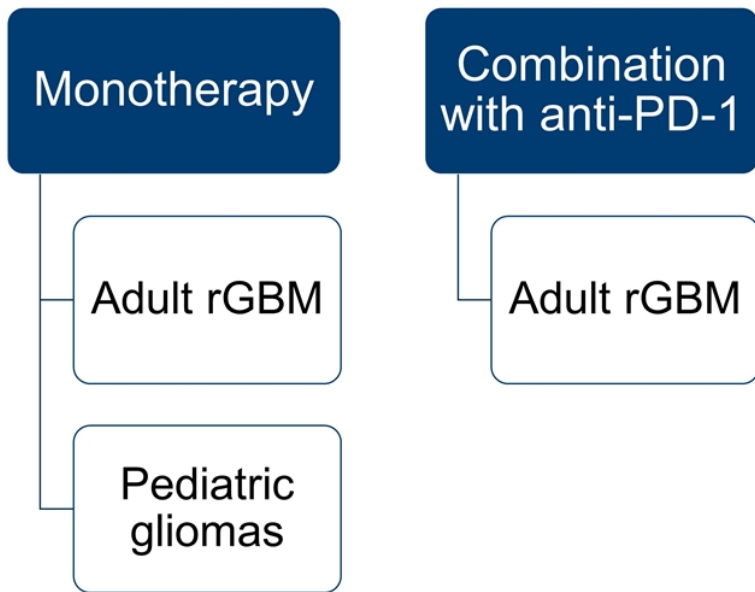 Monotherapy
Adult rGBM
Pediatric
gliomas
Combination
with anti-PD-1
Adult rGBM